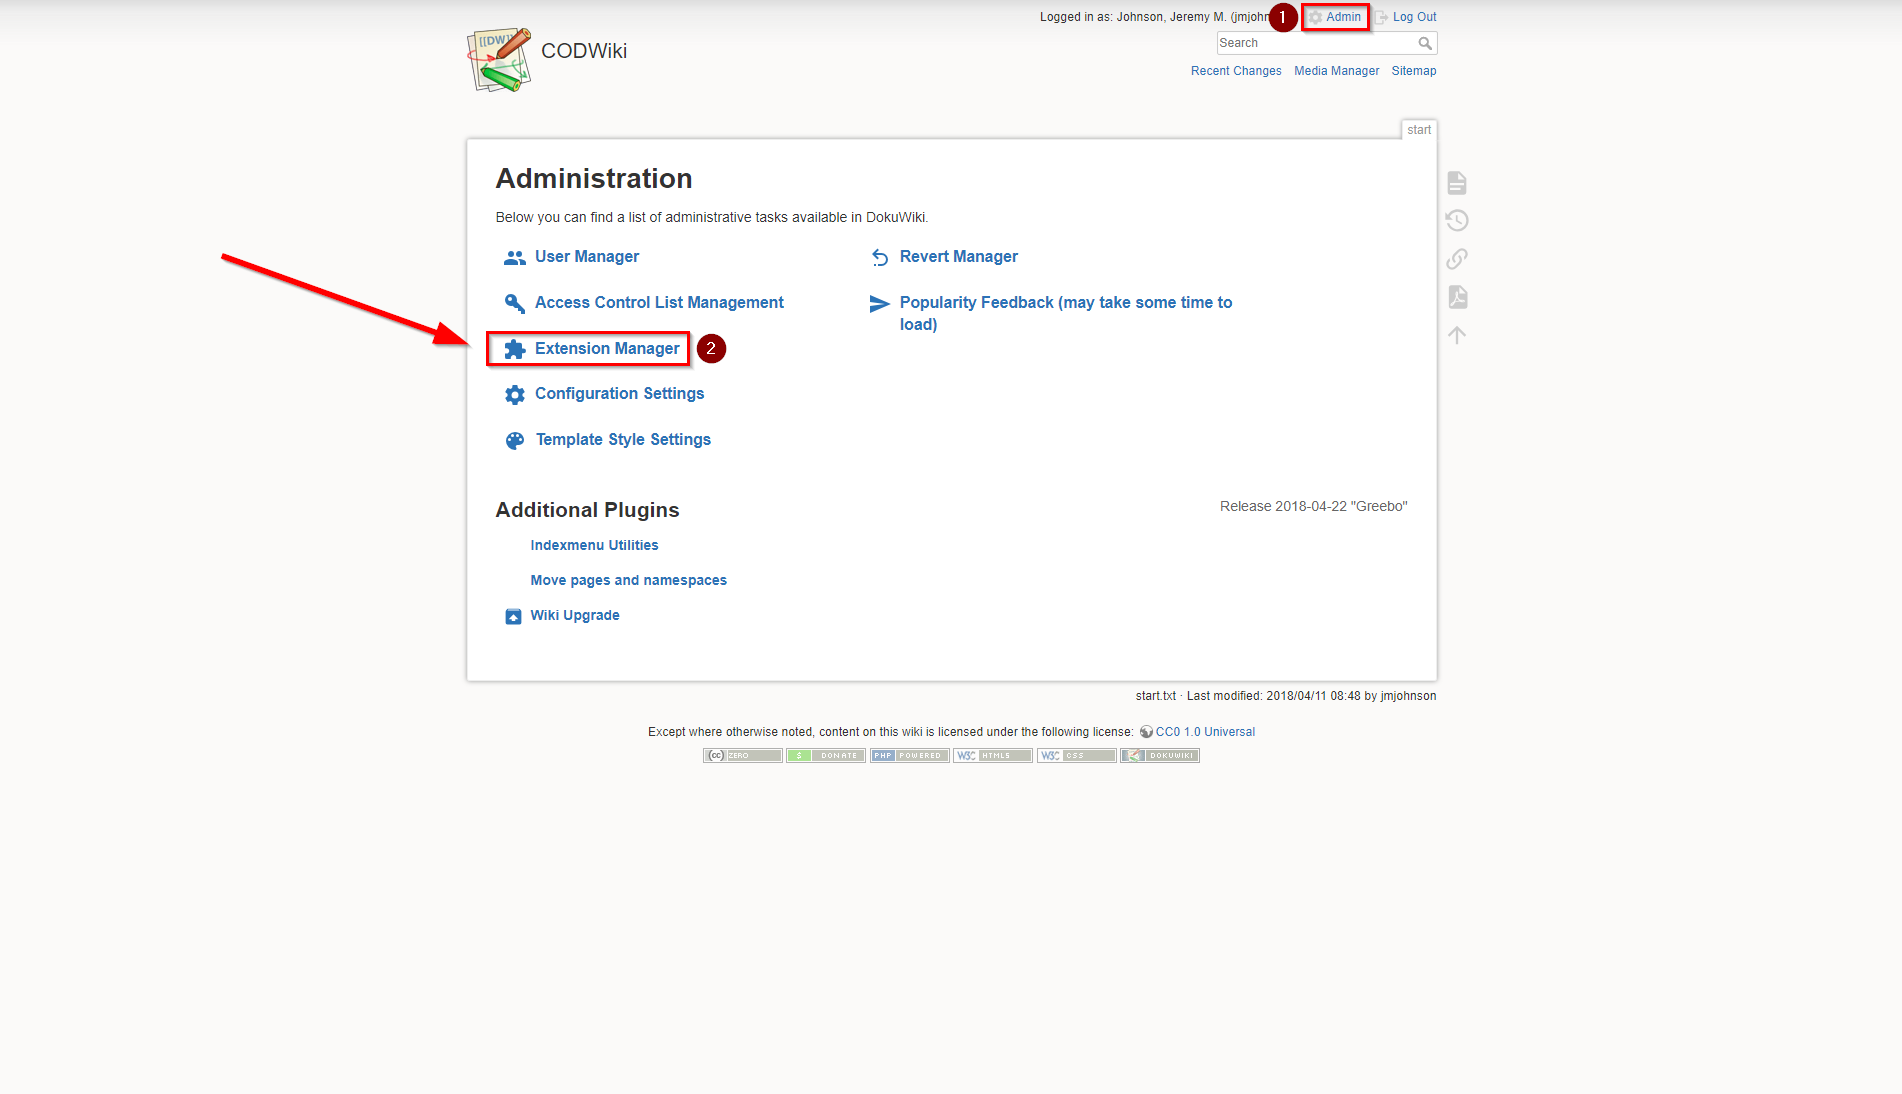 Logged in as: Johnson, Jeremy M. (jmjohn
1
Admin
Log Out
[[DW]]
CODWiki
Search
Recent Changes Media Manager Sitemap
start
Administration
Below you can find a list of administrative tasks available in DokuWiki.
User Manager
Access Control List Management
Extension Manager
2
Configuration Settings
Template Style Settings
Revert Manager
Popularity Feedback (may take some time to
load)
Additional Plugins
Release 2018-04-22 "Greebo"
Indexmenu Utilities
Move pages and namespaces
Wiki Upgrade
start.txt · Last modified: 2018/04/11 08:48 by jmjohnson
Except where otherwise noted, content on this wiki is licensed under the following license: CC0 1.0 Universal
(cc) ZERO $ DONATE PHP POWERED W3C HTML5 W3C CSS DOKUWIKI